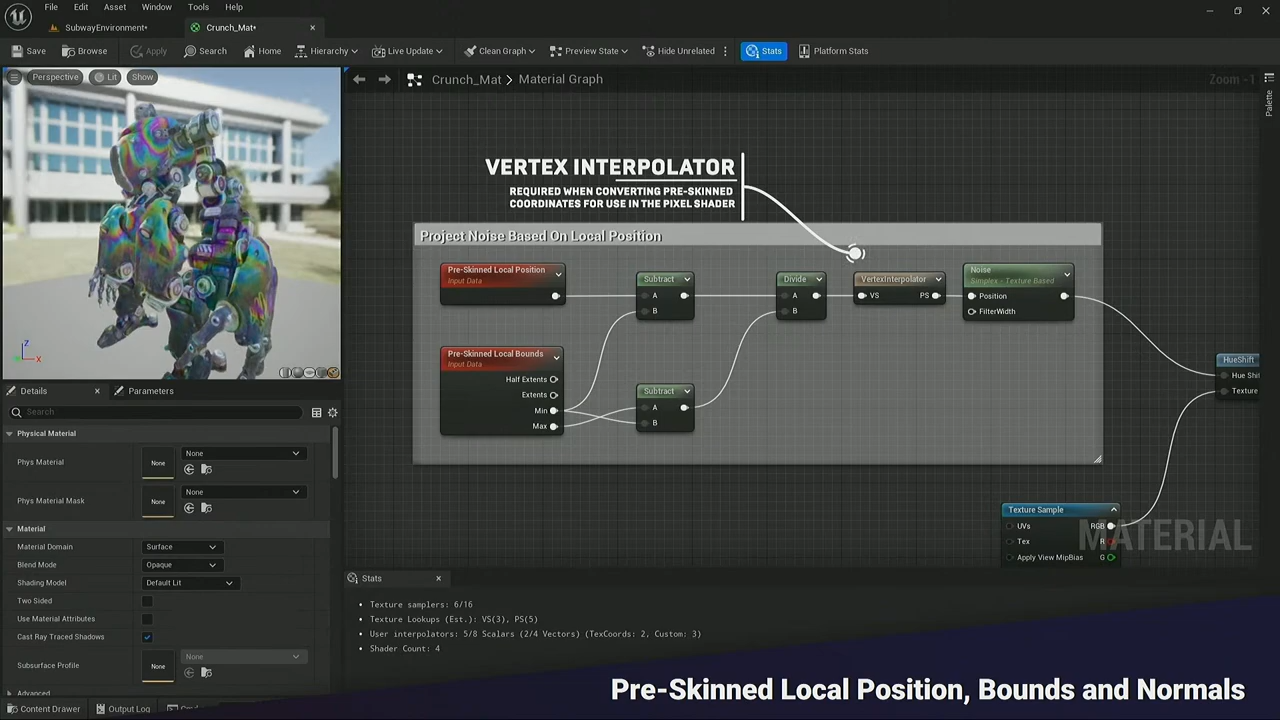 File Edit Asset Window Tools Help
SubwayEnvironment* Crunch_Mat*
Save Browse Apply Search Home Hierarchy Live Update Clean Graph Preview State Hide Unrelated Stats Platform Stats
Perspective Lit Show
Crunch_Mat > Material Graph
Zoom -1
Palette
VERTEX INTERPOLATOR
REQUIRED WHEN CONVERTING PRE-SKINNED
COORDINATES FOR USE IN THE PIXEL SHADER
Project Noise Based On Local Position
Pre-Skinned Local Position
Input Data
Subtract
A
B
Divide
A
B
VertexInterpolator
VS PS
Noise
Simplex - Texture Based
Position
FilterWidth
Pre-Skinned Local Bounds
Input Data
Half Extents
Extents
Min
Max
Subtract
A
B
HueShift
Hue Shi
Texture
Z
X
Texture Sample
UVs RGB
Tex R
Apply View MipBias G
MATERIAL
Details Parameters
Search
Physical Material
Phys Material None None
Phys Material Mask None None
Material
Material Domain Surface
Blend Mode Opaque
Shading Model Default Lit
Two Sided
Use Material Attributes
Cast Ray Traced Shadows
Subsurface Profile None None
Advanced
Stats
Texture samplers: 6/16
Texture Lookups (Est.): VS(3), PS(5)
User interpolators: 5/8 Scalars (2/4 Vectors) (TexCoords: 2, Custom: 3)
Shader Count: 4
Content Drawer Output Log
Pre-Skinned Local Position, Bounds and Normals